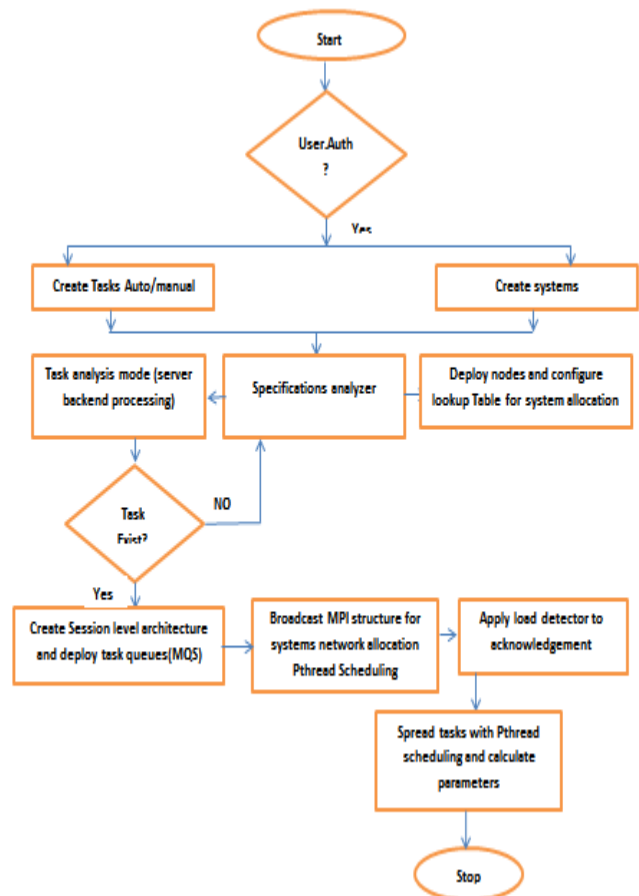 Start
User.Auth
?
Yes
Create Tasks Auto/manual
Create systems
Task analysis mode (server
backend processing)
Specifications analyzer
Deploy nodes and configure
lookup Table for system allocation
Task
Exist?
NO
Yes
Create Session level architecture
and deploy task queues(MQS)
Broadcast MPI structure for
systems network allocation
Pthread Scheduling
Apply load detector to
acknowledgement
Spread tasks with Pthread
scheduling and calculate
parameters
Stop